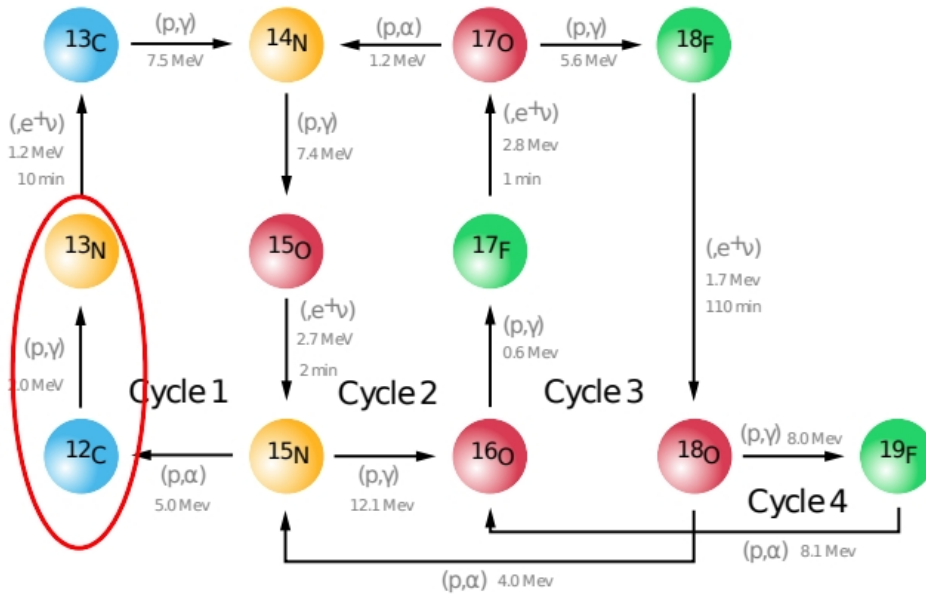 13C (p,γ) 14N (p,α) 17O (p,γ) 18F
7.5 MeV 1.2 MeV 5.6 MeV
(,e+ν) (p,γ) (,e+ν)
1.2 MeV 7.4 MeV 2.8 Mev
10 min 1 min
13N 15O 17F (,e+ν)
1.7 Mev
110 min
(p,γ) (,e+ν) (p,γ)
2.7 MeV 0.6 Mev
.0 MeV 2 min
Cycle 1 Cycle 2 Cycle 3
12C (p,α) 15N (p,γ) 16O 18O (p,γ) 8.0 Mev 19F
5.0 Mev 12.1 Mev
Cycle 4
(p,α) 8.1 Mev
(p,α) 4.0 Mev